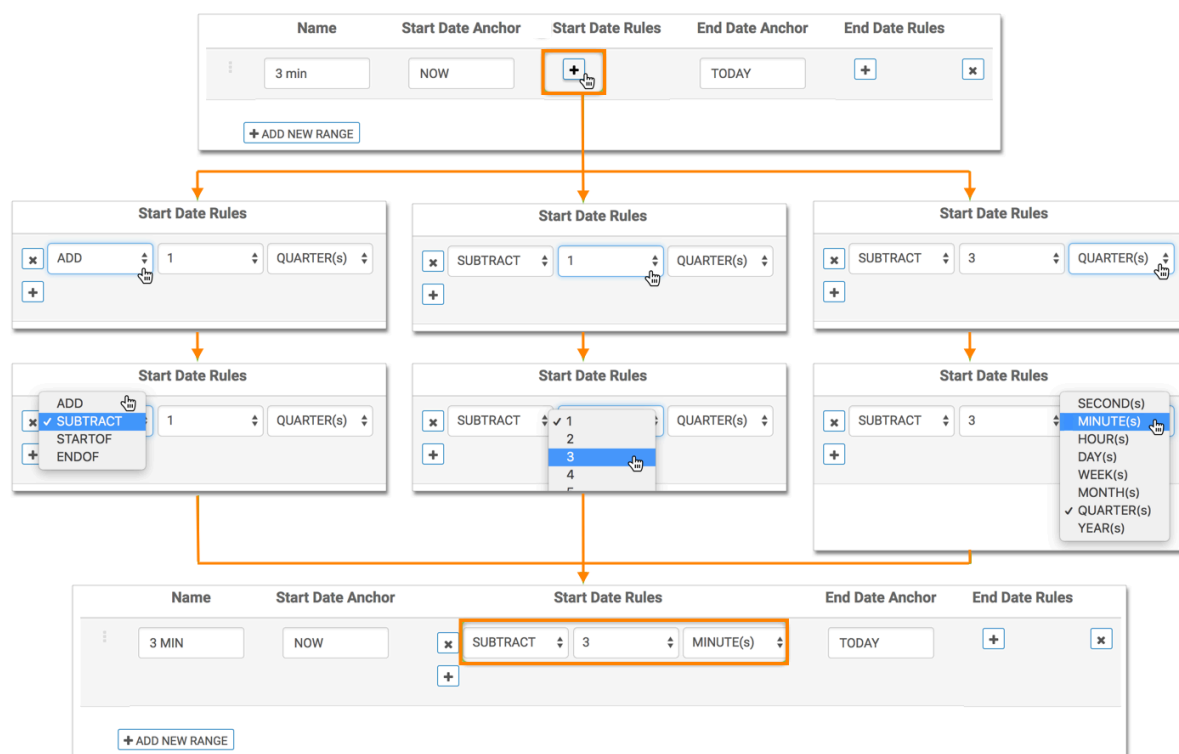 Name Start Date Anchor Start Date Rules End Date Anchor End Date Rules
3 min NOW TODAY
ADD NEW RANGE
Start Date Rules
ADD 1 QUARTER(s)
Start Date Rules
SUBTRACT 1 QUARTER(s)
Start Date Rules
SUBTRACT 3 QUARTER(s)
Start Date Rules
ADD
SUBTRACT 1 QUARTER(s)
STARTOF
ENDOF
Start Date Rules
SUBTRACT 1 QUARTER(s)
2
3
4
Start Date Rules
SECOND(s)
SUBTRACT 3 MINUTE(s)
HOUR(s)
DAY(s)
WEEK(s)
MONTH(s)
QUARTER(s)
YEAR(s)
Name Start Date Anchor Start Date Rules End Date Anchor End Date Rules
3 MIN NOW SUBTRACT 3 MINUTE(s) TODAY
ADD NEW RANGE